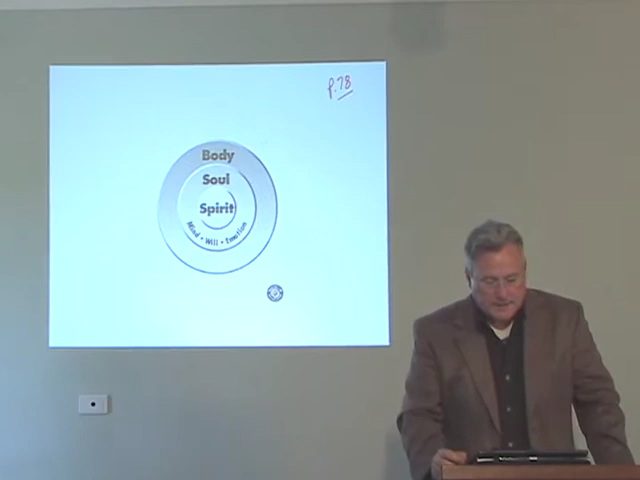 p.78
Body
Soul
Spirit
Mind • Will • Emotion